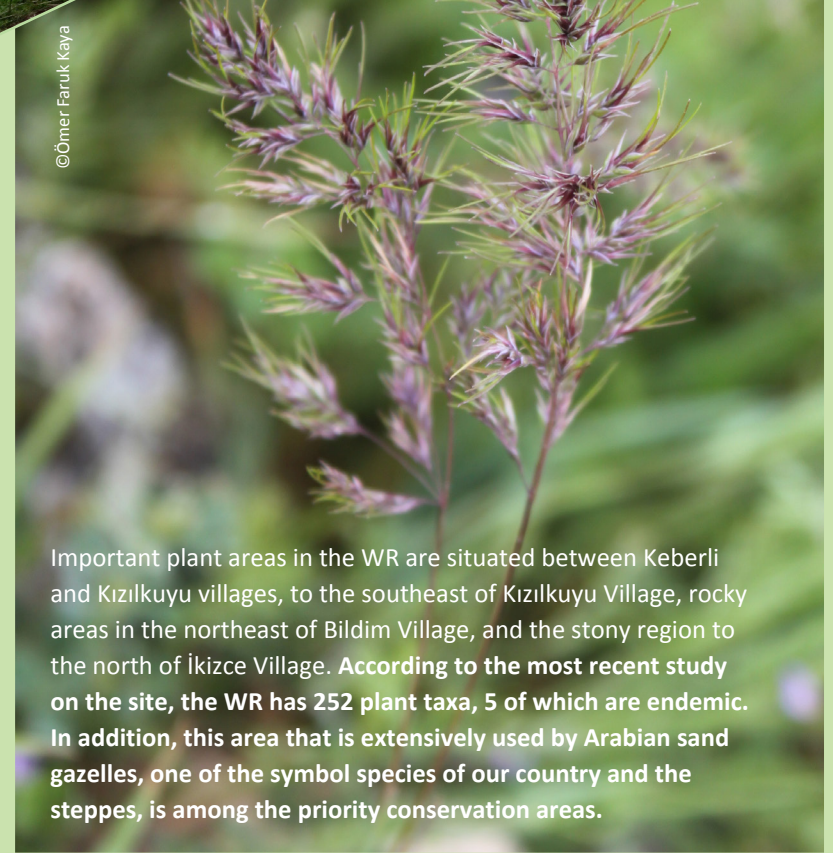 ©Ömer Faruk Kaya
Important plant areas in the WR are situated between Keberli
and Kızılkuyu villages, to the southeast of Kızılkuyu Village, rocky
areas in the northeast of Bildim Village, and the stony region to
the north of İkizce Village. According to the most recent study
on the site, the WR has 252 plant taxa, 5 of which are endemic.
In addition, this area that is extensively used by Arabian sand
gazelles, one of the symbol species of our country and the
steppes, is among the priority conservation areas.